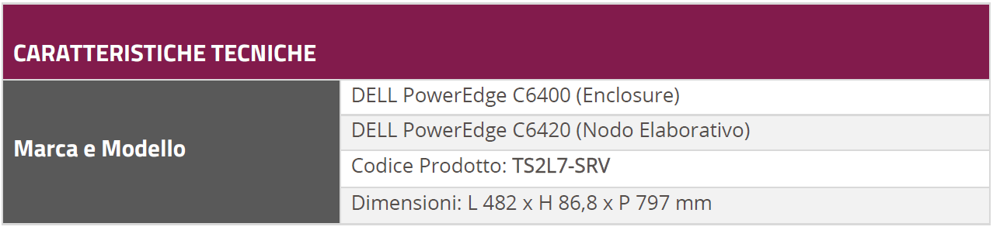 CARATTERISTICHE TECNICHE
Marca e Modello
DELL PowerEdge C6400 (Enclosure)
DELL PowerEdge C6420 (Nodo Elaborativo)
Codice Prodotto: TS2L7-SRV
Dimensioni: L 482 x H 86,8 x P 797 mm